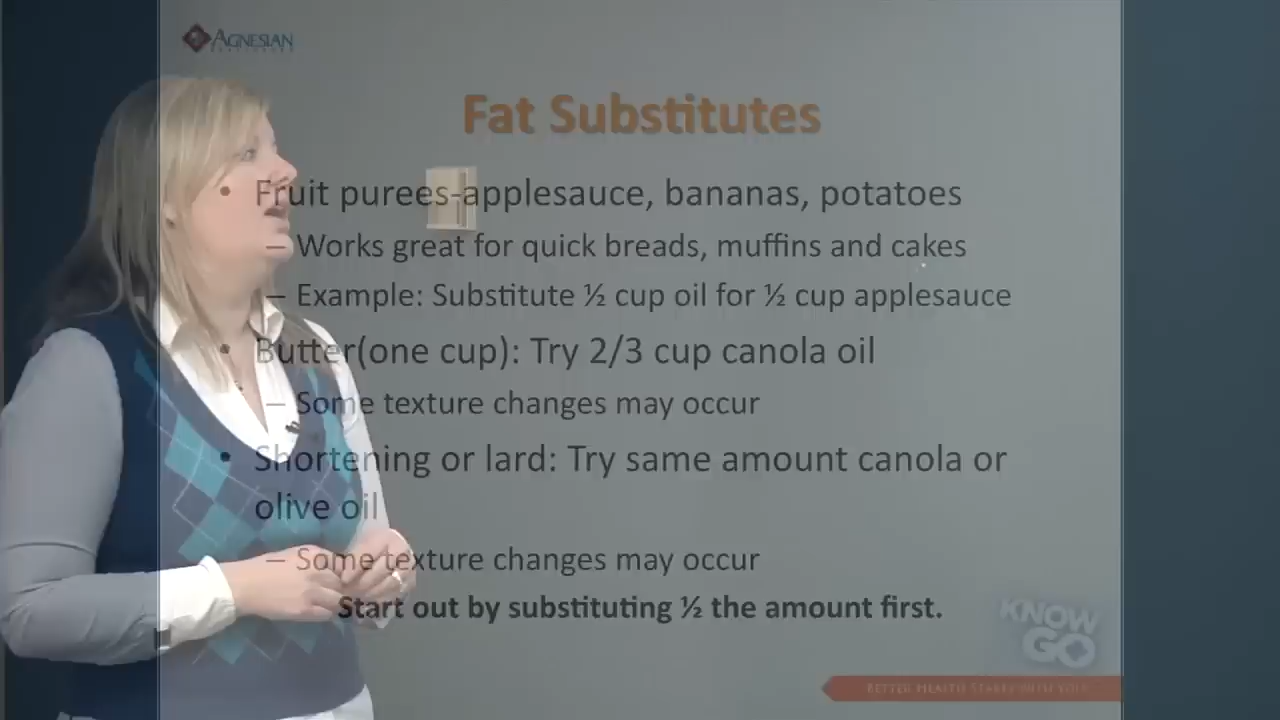 AGNESIAN
HEALTHCARE
Fat Substitutes
• Fruit purees-applesauce, bananas, potatoes
– Works great for quick breads, muffins and cakes
– Example: Substitute ½ cup oil for ½ cup applesauce
• Butter(one cup): Try 2/3 cup canola oil
– Some texture changes may occur
• Shortening or lard: Try same amount canola or
olive oil
– Some texture changes may occur
Start out by substituting ½ the amount first.
KNOW
GO
BETTER HEALTH STARTS WITH YOU